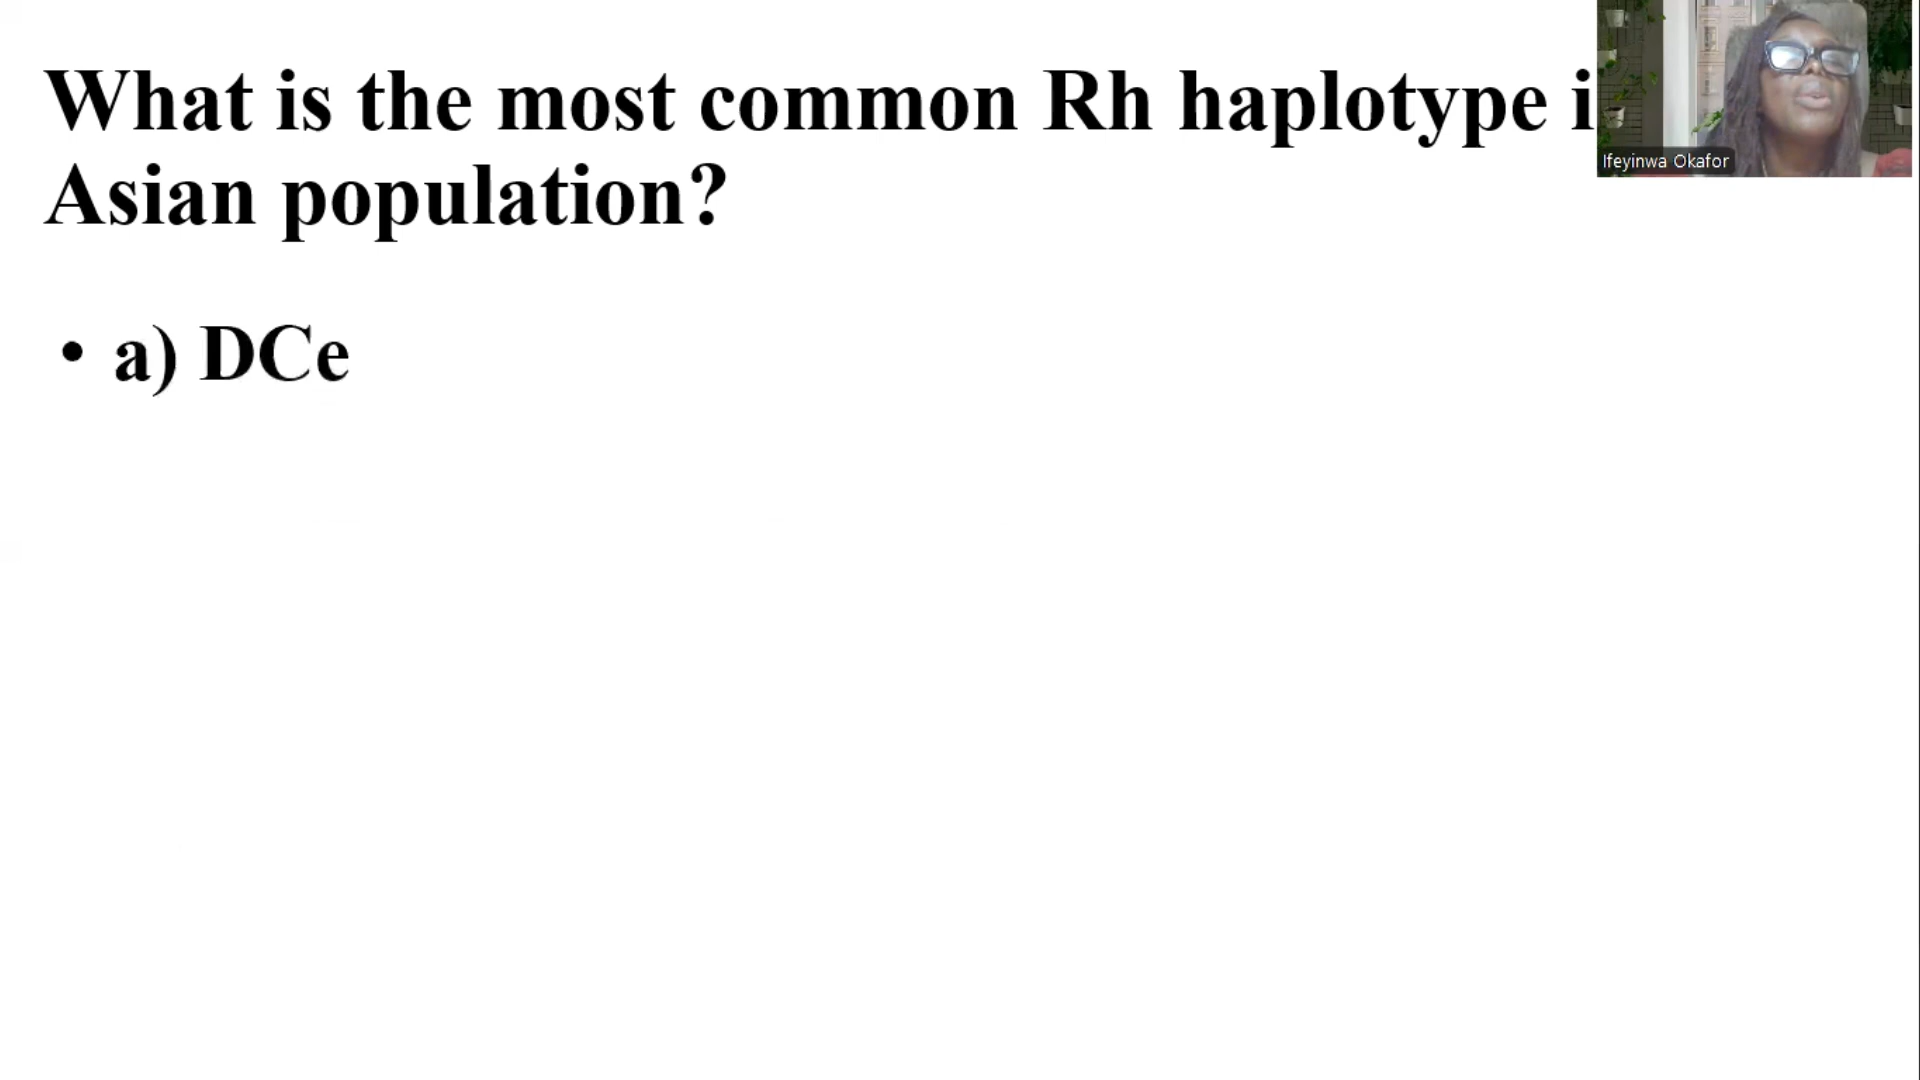 What is the most common Rh haplotype i
Asian population?
• a) DCe
Ifeyinwa Okafor